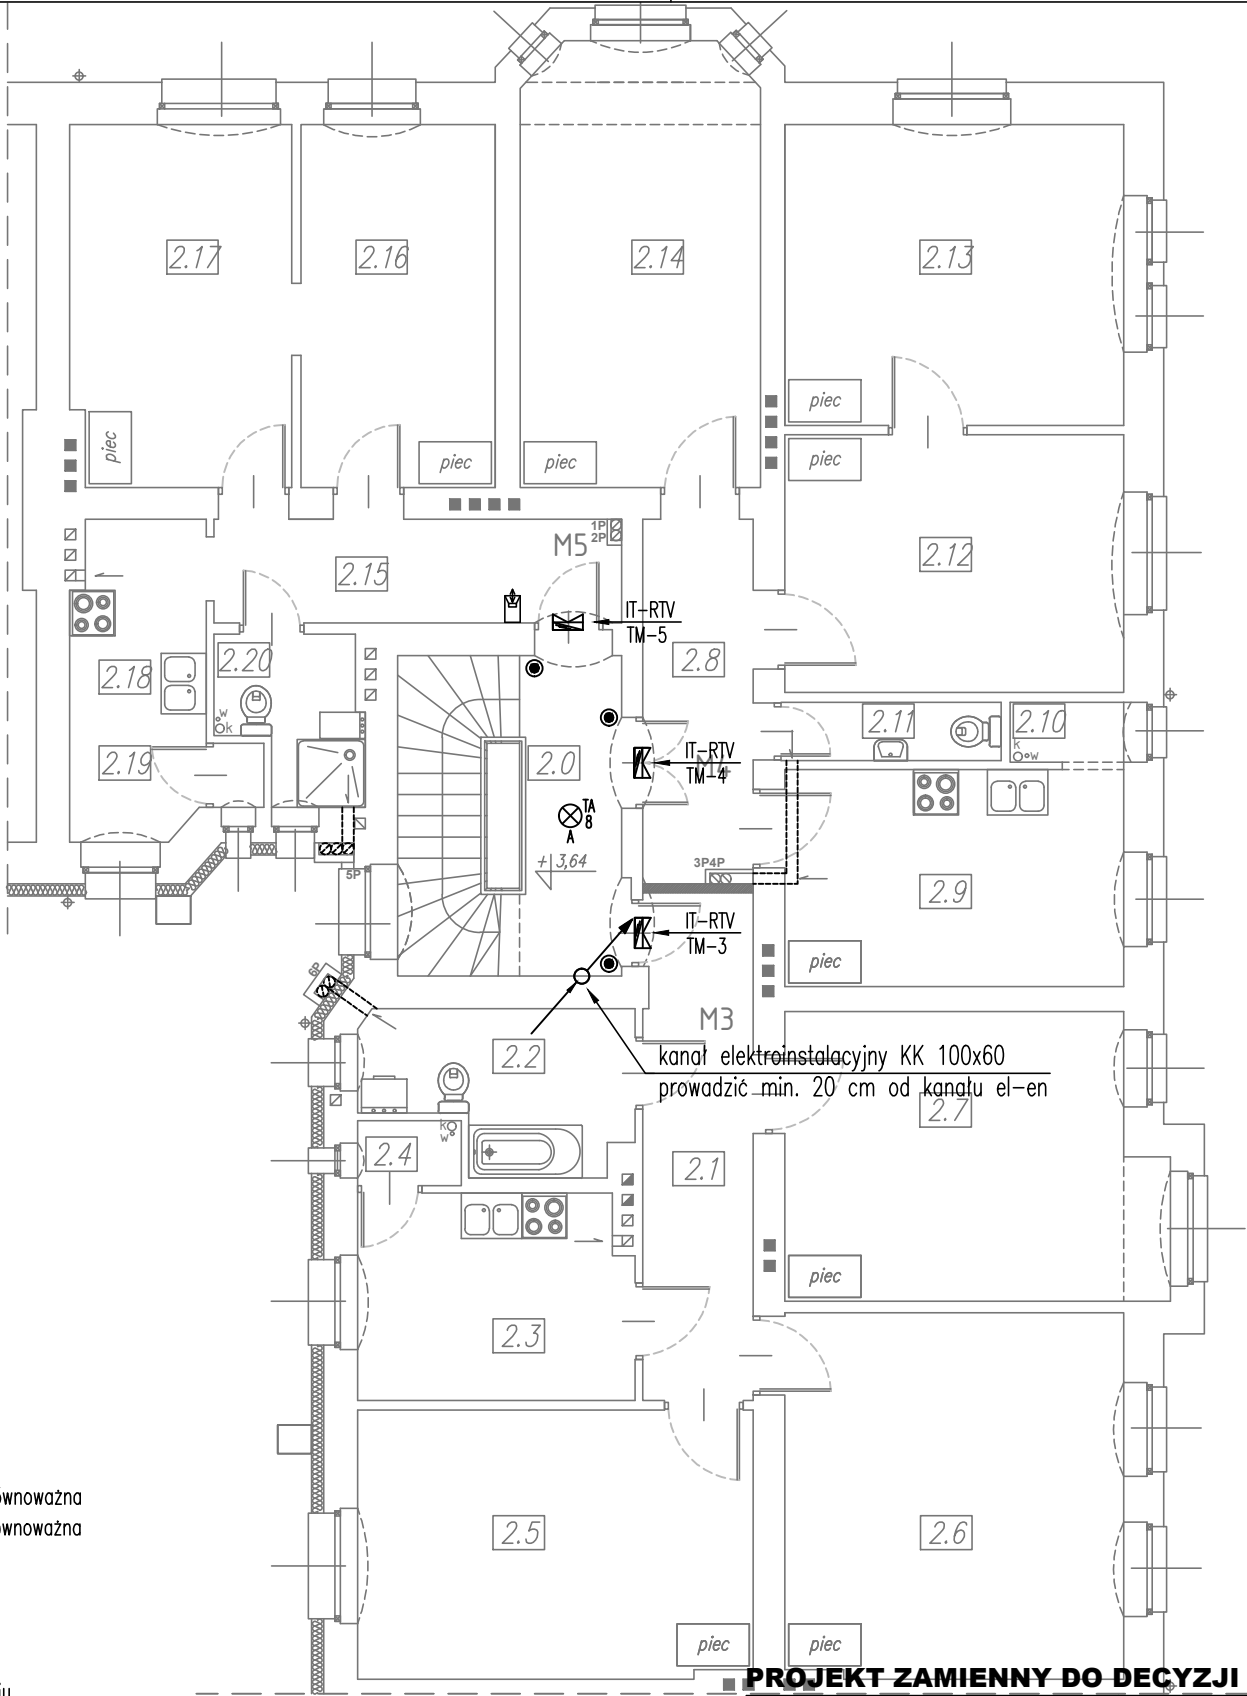 2.17
2.16
2.14
2.13
piec
piec
piec
piec
piec
1P
2P
M5
2.12
2.15
IT-RTV
TM-5
2.20
2.8
2.18
w
k
2.11
2.10
k
w
2.19
2.0
IT-RTV
M4
TM-4
TA
8
A
+3,64
3P4P
5P
2.9
IT-RTV
TM-3
piec
6P
M3
2.2
kanał elektroinstalacyjny KK 100x60
prowadzić min. 20 cm od kanału el-en
2.7
k
w
2.4
2.1
piec
2.3
ównoważna
ównoważna
2.5
2.6
piec
piec
PROJEKT ZAMIENNY DO DECYZJI